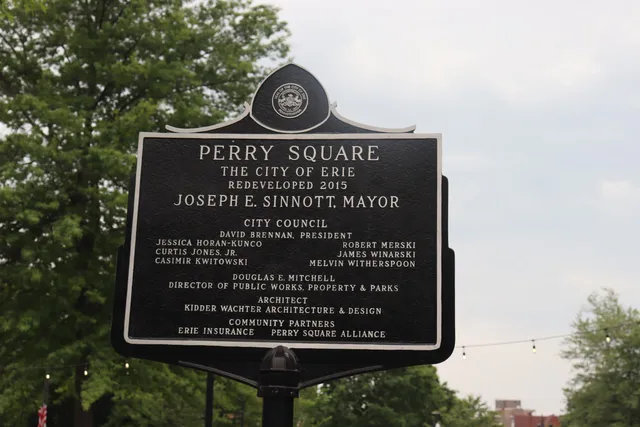 PERRY SQUARE
THE CITY OF ERIE
REDEVELOPED 2015
JOSEPH E. SINNOTT, MAYOR
CITY COUNCIL
DAVID BRENNAN, PRESIDENT
JESSICA HORAN-KUNCO ROBERT MERSKI
CURTIS JONES, JR. JAMES WINARSKI
CASIMIR KWITOWSKI MELVIN WITHERSPOON
DOUGLAS E. MITCHELL
DIRECTOR OF PUBLIC WORKS, PROPERTY & PARKS
ARCHITECT
KIDDER WACHTER ARCHITECTURE & DESIGN
COMMUNITY PARTNERS
ERIE INSURANCE PERRY SQUARE ALLIANCE